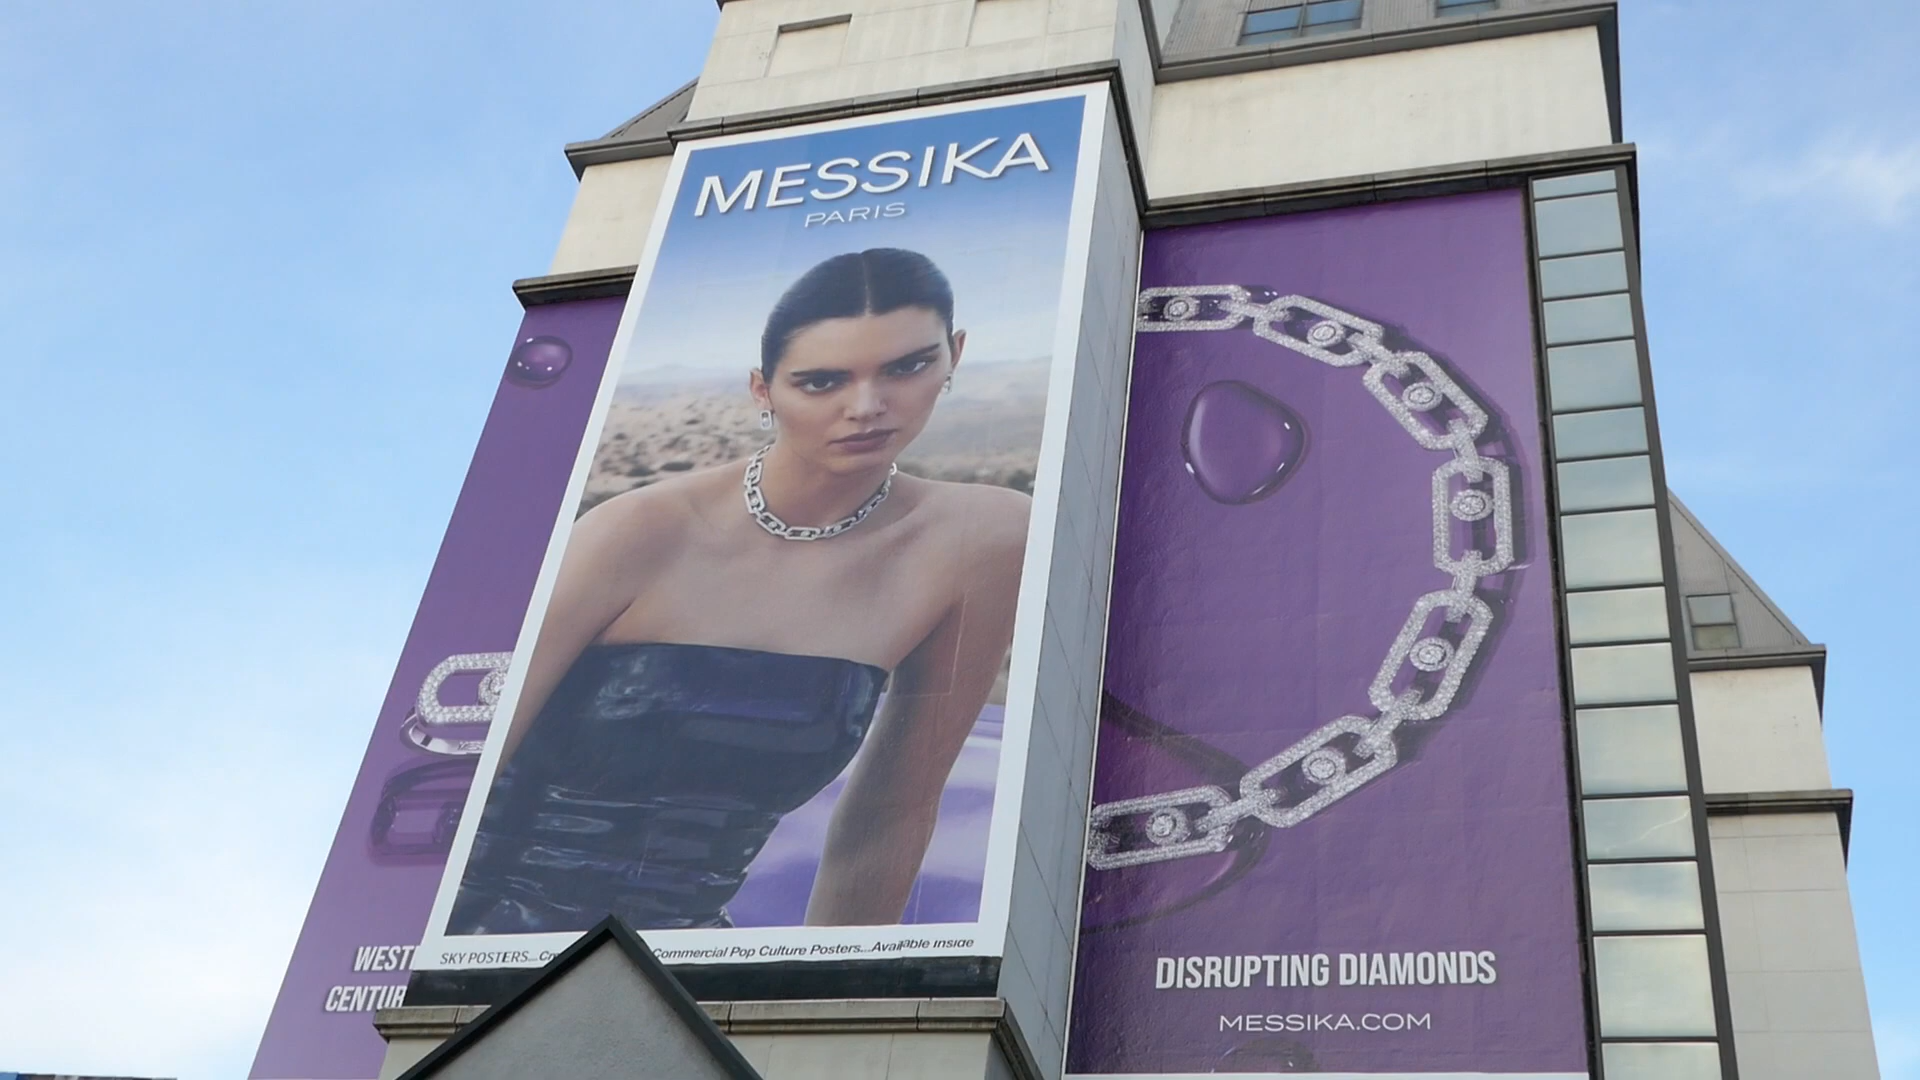 MESSIKA
PARIS
SKY POSTERS... Commercial Pop Culture Posters...Available Inside
WEST
CENTUR
DISRUPTING DIAMONDS
MESSIKA.COM